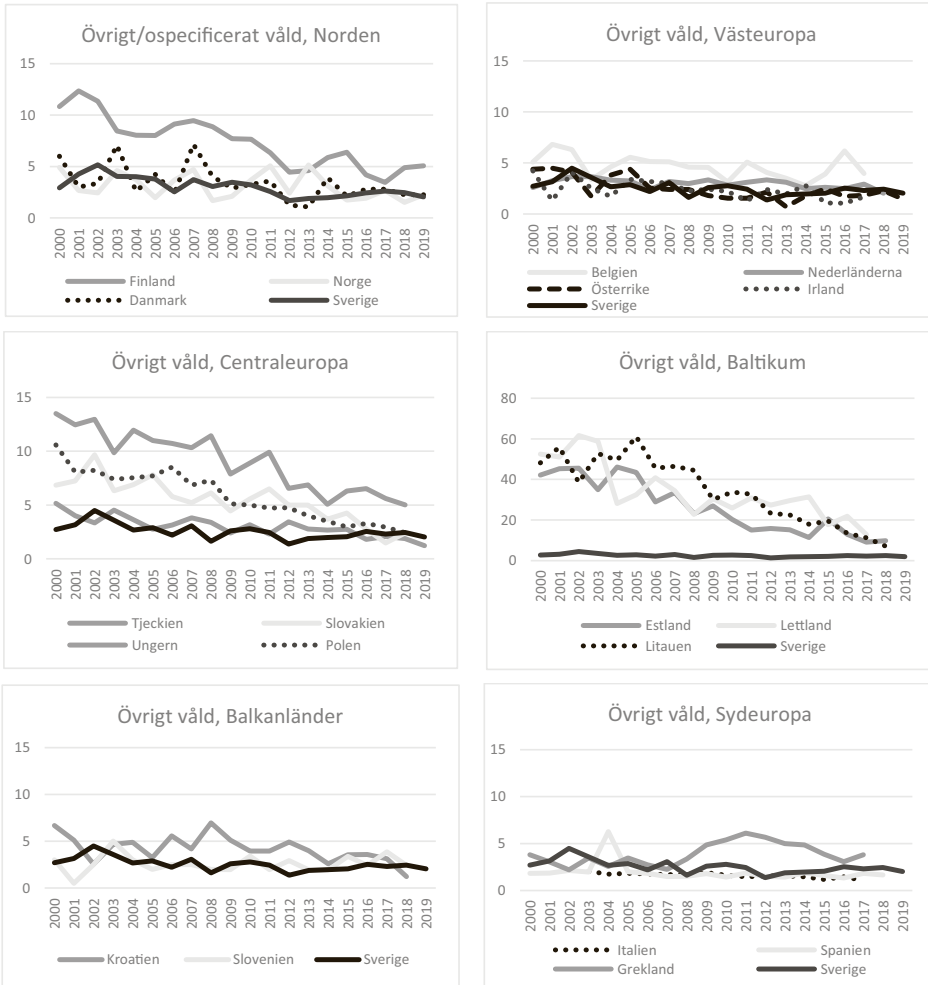 Övrigt/ospecificerat våld, Norden
15
10
5
0
2000 2001 2002 2003 2004 2005 2006 2007 2008 2009 2010 2011 2012 2013 2014 2015 2016 2017 2018 2019
Finland Norge
Danmark Sverige
Övrigt våld, Västeuropa
15
10
5
0
2000 2001 2002 2003 2004 2005 2006 2007 2008 2009 2010 2011 2012 2013 2014 2015 2016 2017 2018 2019
Belgien Nederländerna
Österrike Irland
Sverige
Övrigt våld, Centraleuropa
15
10
5
0
2000 2001 2002 2003 2004 2005 2006 2007 2008 2009 2010 2011 2012 2013 2014 2015 2016 2017 2018 2019
Tjeckien Slovakien
Ungern Polen
Övrigt våld, Baltikum
80
60
40
20
0
2000 2001 2002 2003 2004 2005 2006 2007 2008 2009 2010 2011 2012 2013 2014 2015 2016 2017 2018 2019
Estland Lettland
Litauen Sverige
Övrigt våld, Balkanländer
15
10
5
0
2000 2001 2002 2003 2004 2005 2006 2007 2008 2009 2010 2011 2012 2013 2014 2015 2016 2017 2018 2019
Kroatien Slovenien Sverige
Övrigt våld, Sydeuropa
15
10
5
0
2000 2001 2002 2003 2004 2005 2006 2007 2008 2009 2010 2011 2012 2013 2014 2015 2016 2017 2018 2019
Italien Spanien
Grekland Sverige